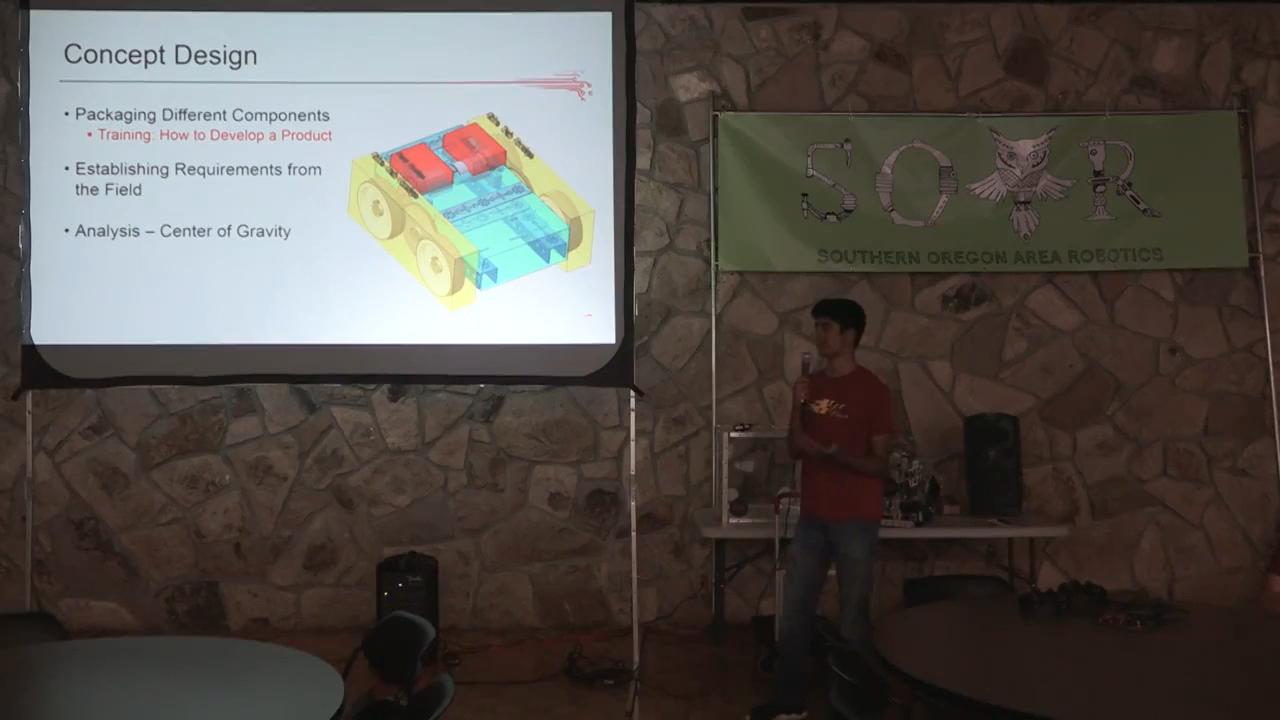 Concept Design
• Packaging Different Components
• Training: How to Develop a Product
• Establishing Requirements from
the Field
• Analysis – Center of Gravity
SOAR
SOUTHERN OREGON AREA ROBOTICS